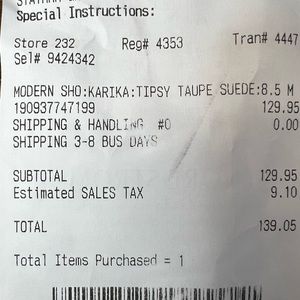 Special Instructions:
Store 232 Reg# 4353 Tran# 4447
Sel# 9424342
MODERN SHO:KARIKA:TIPSY TAUPE SUEDE:8.5 M
190937747199 129.95
SHIPPING & HANDLING #0 0.00
SHIPPING 3-8 BUS DAYS
SUBTOTAL 129.95
Estimated SALES TAX 9.10
TOTAL 139.05
Total Items Purchased = 1